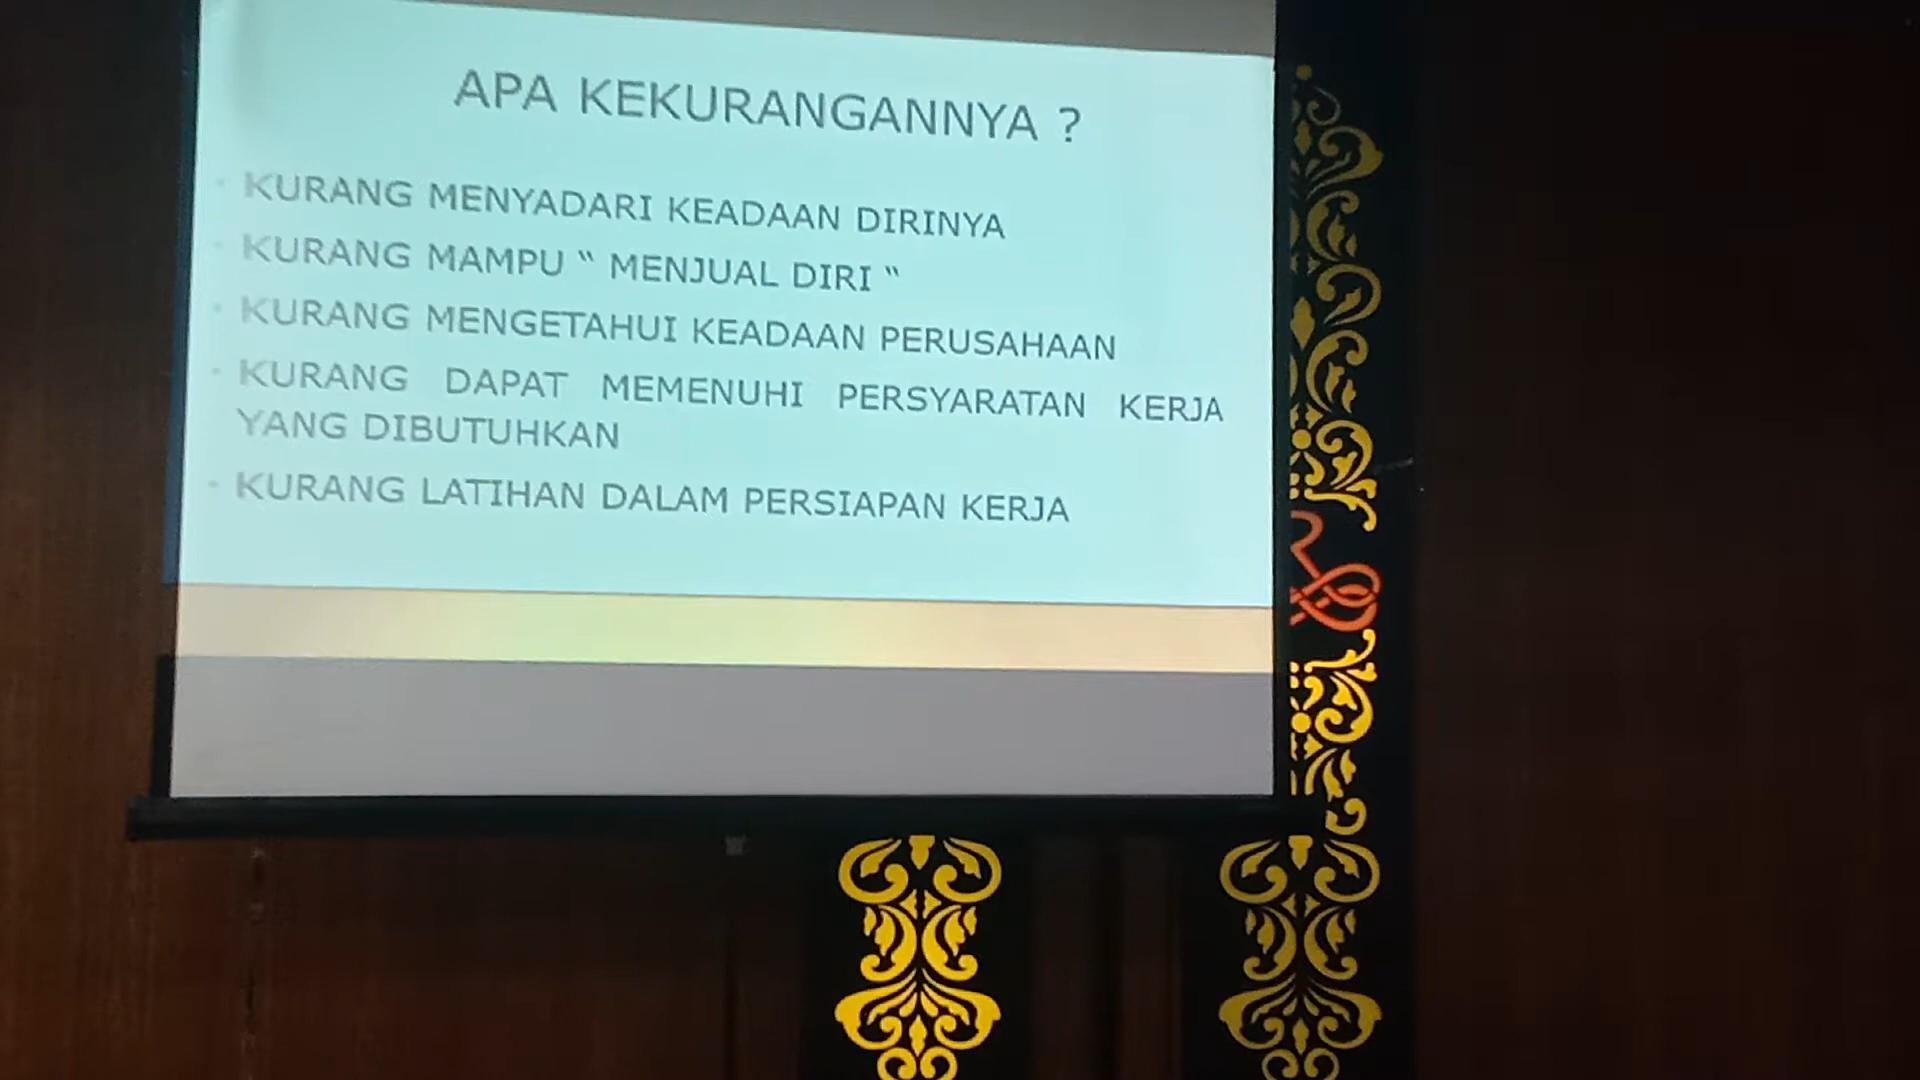 APA KEKURANGANNYA ?
• KURANG MENYADARI KEADAAN DIRINYA
• KURANG MAMPU “ MENJUAL DIRI “
• KURANG MENGETAHUI KEADAAN PERUSAHAAN
• KURANG DAPAT MEMENUHI PERSYARATAN KERJA
YANG DIBUTUHKAN
• KURANG LATIHAN DALAM PERSIAPAN KERJA